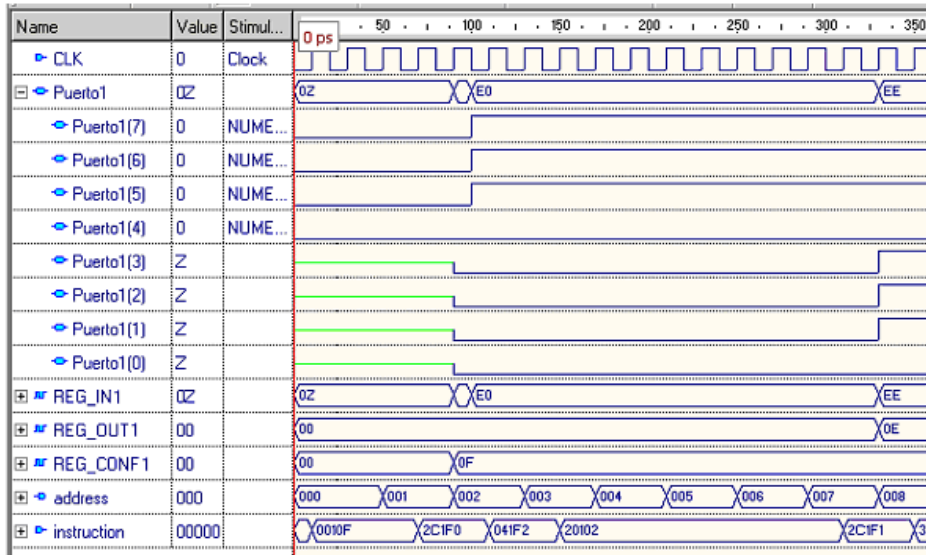 Name Value Stimul... 0 ps 50 100 150 200 250 300 350
CLK 0 Clock
Puerto1 0Z 0Z E0 EE
Puerto1(7) 0 NUME...
Puerto1(6) 0 NUME...
Puerto1(5) 0 NUME...
Puerto1(4) 0 NUME...
Puerto1(3) Z
Puerto1(2) Z
Puerto1(1) Z
Puerto1(0) Z
REG_IN1 0Z 0Z E0 EE
REG_OUT1 00 00 0E
REG_CONF1 00 00 0F
address 000 000 001 002 003 004 005 006 007 008
instruction 00000 0010F 2C1F0 041F2 20102 2C1F1 3